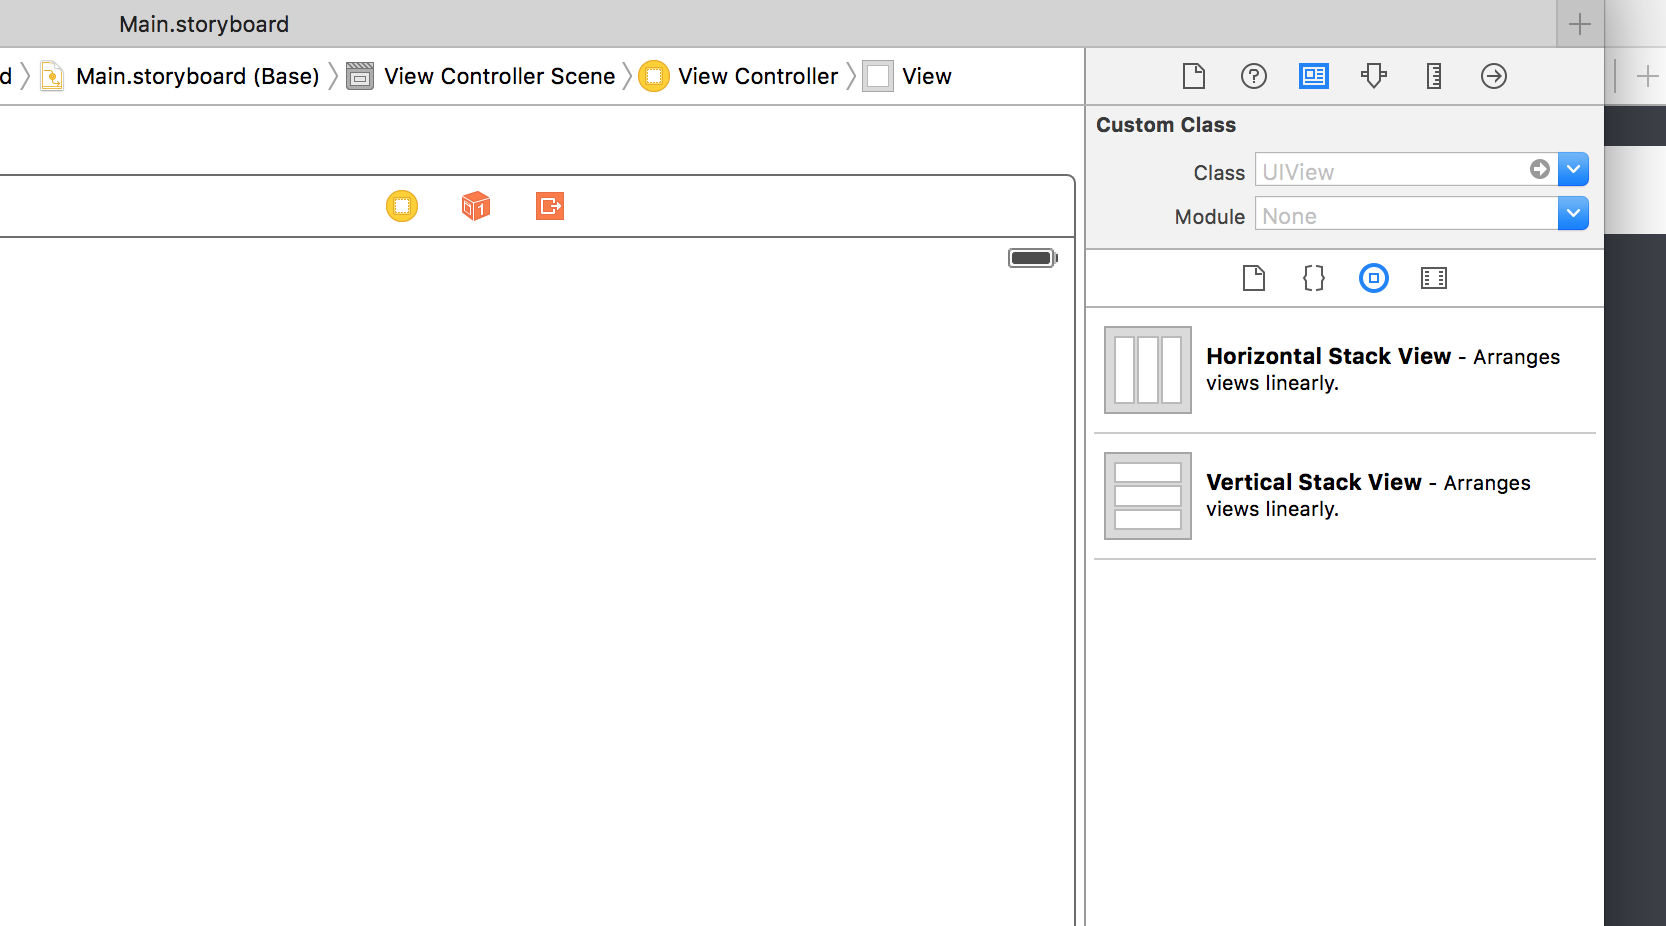 Main.storyboard
d Main.storyboard (Base) View Controller Scene View Controller View
Custom Class
Class UIView
Module None
Horizontal Stack View - Arranges
views linearly.
Vertical Stack View - Arranges
views linearly.